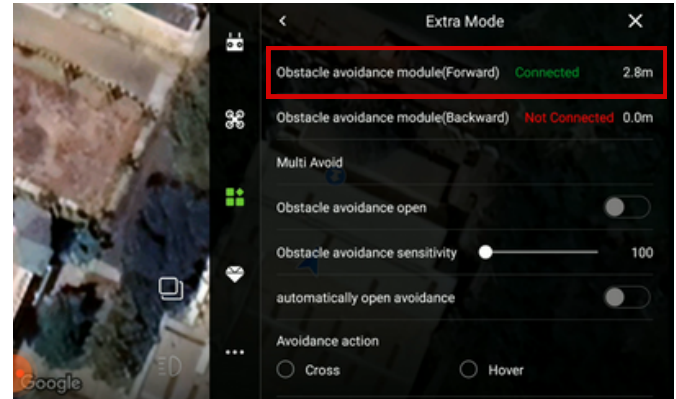 Extra Mode
Obstacle avoidance module(Forward) Connected 2.8m
Obstacle avoidance module(Backward) Not Connected 0.0m
Multi Avoid
Obstacle avoidance open
Obstacle avoidance sensitivity 100
automatically open avoidance
Avoidance action
Cross Hover
Google